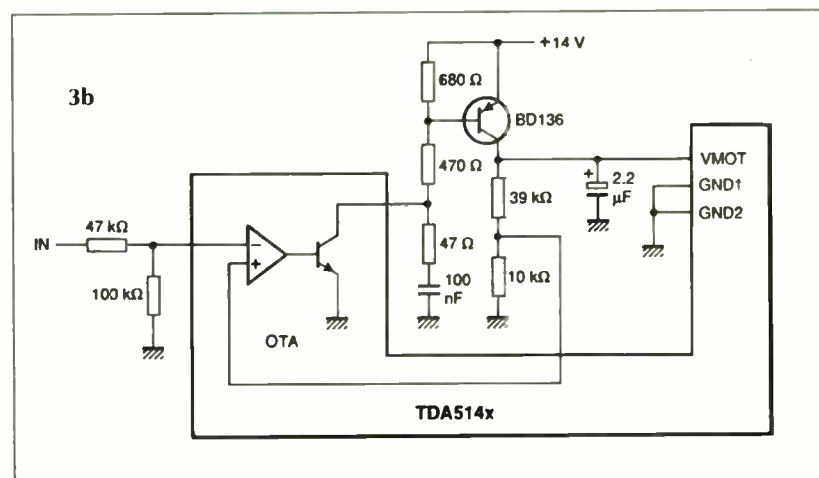 3b
+14 V
680 Ω
BD136
470 Ω
VMOT
+
2.2
μF
GND1
GND2
39 kΩ
47 kΩ
IN
−
+
47 Ω
100 kΩ
100
nF
10 kΩ
OTA
TDA514x